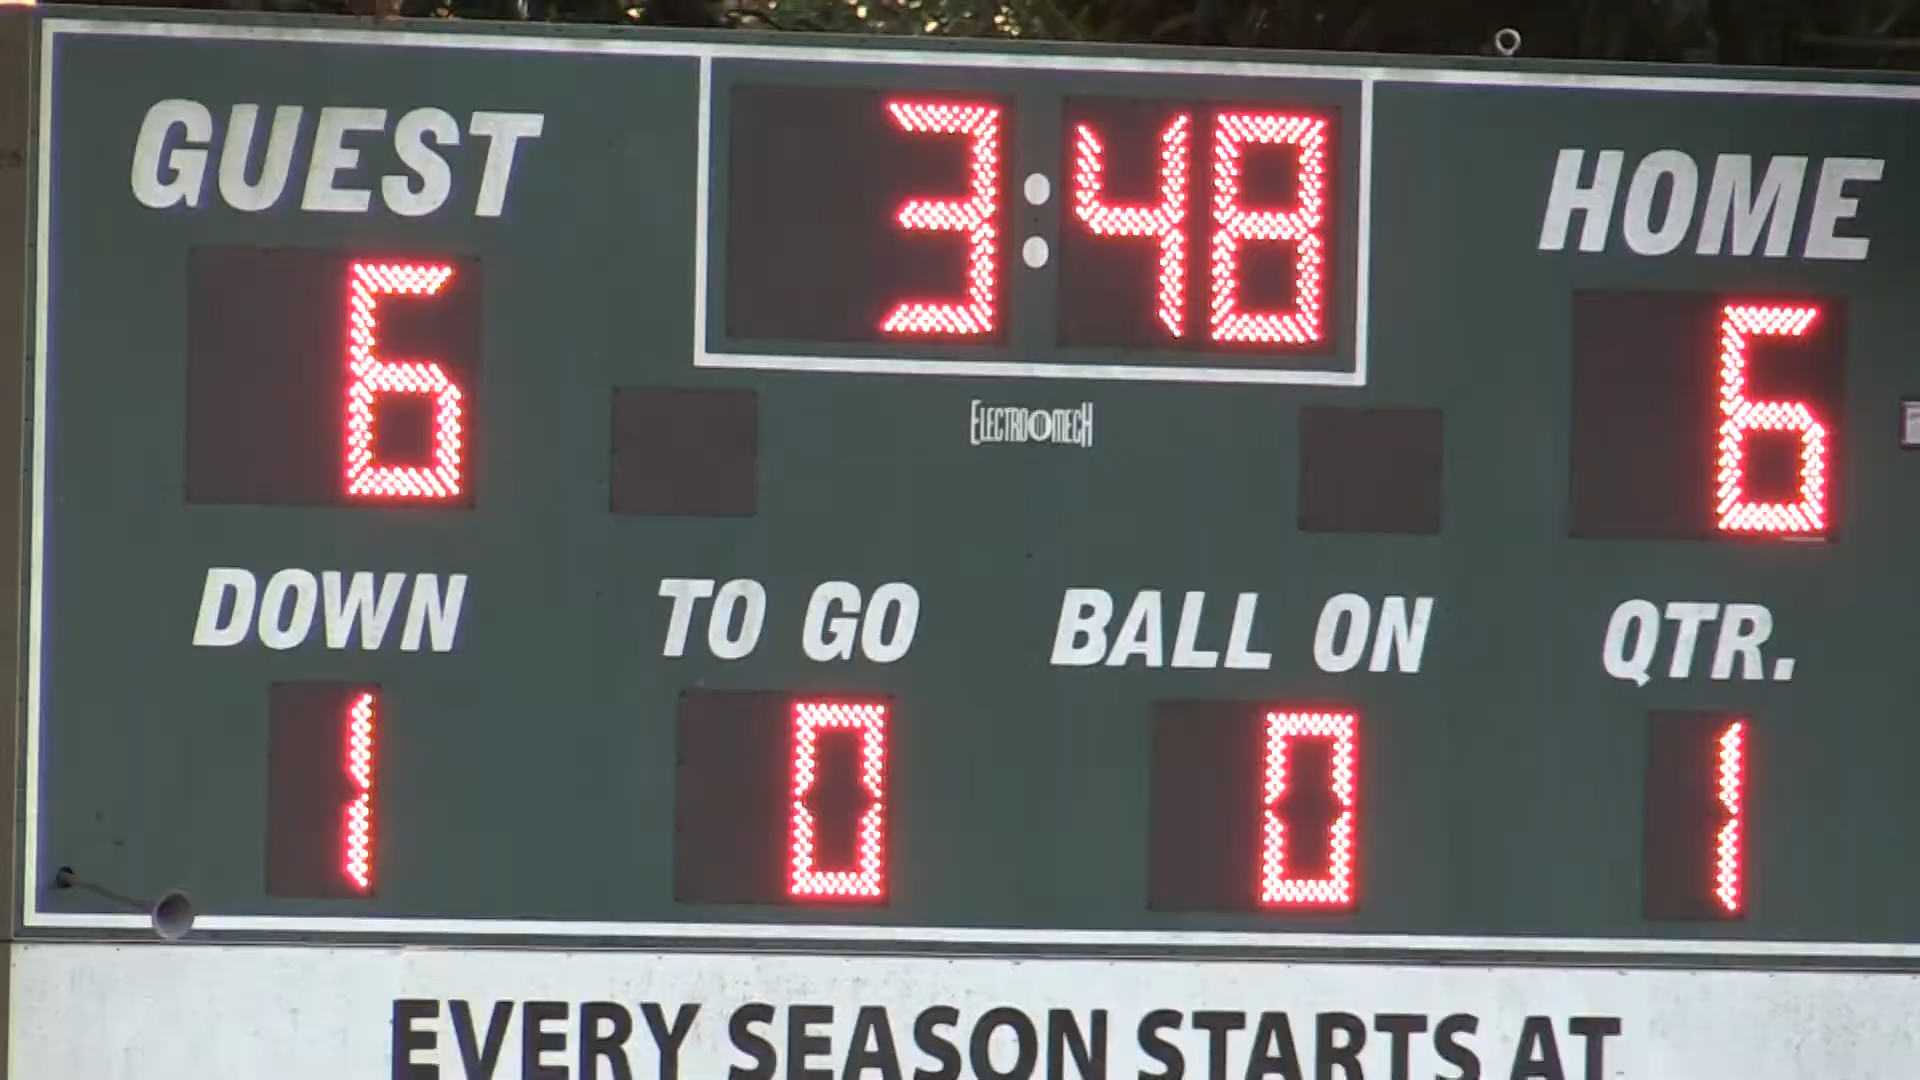 GUEST 3:48 HOME
6 6
ELECTRO-MECH
DOWN TO GO BALL ON QTR.
1 0 0 1
EVERY SEASON STARTS AT